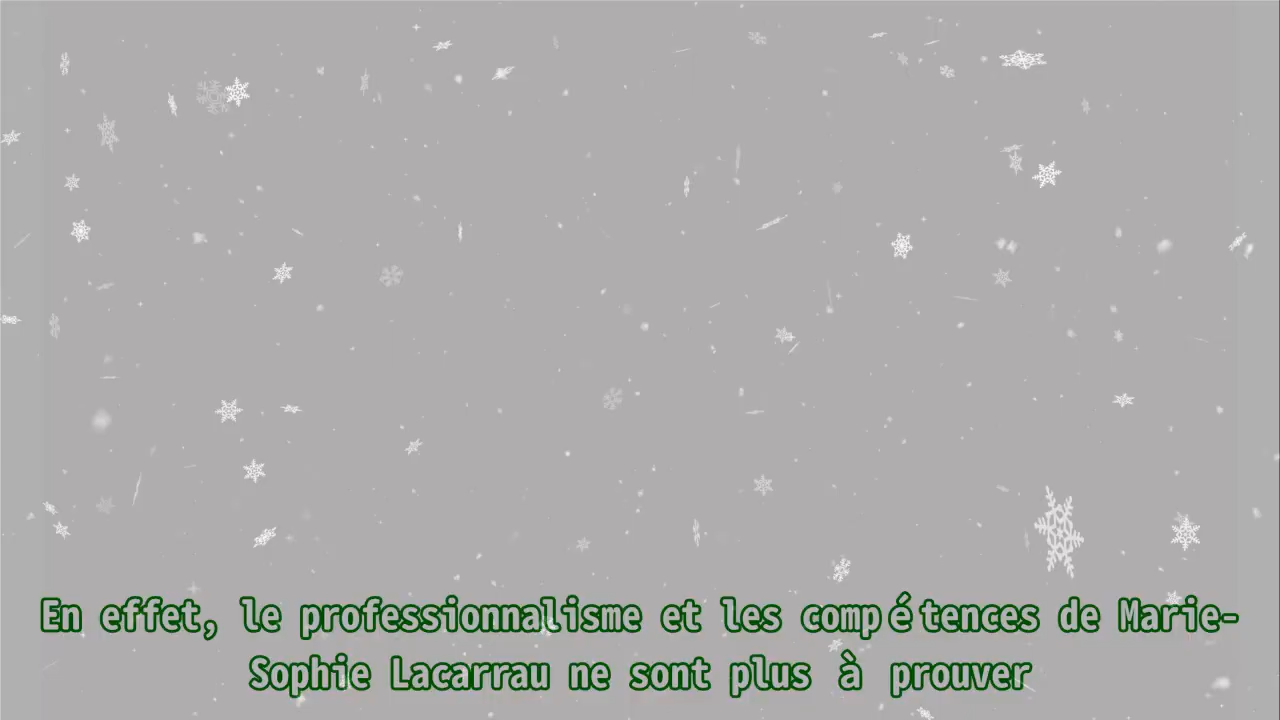 En effet, le professionnalisme et les compétences de Marie-
Sophie Lacarrau ne sont plus à prouver